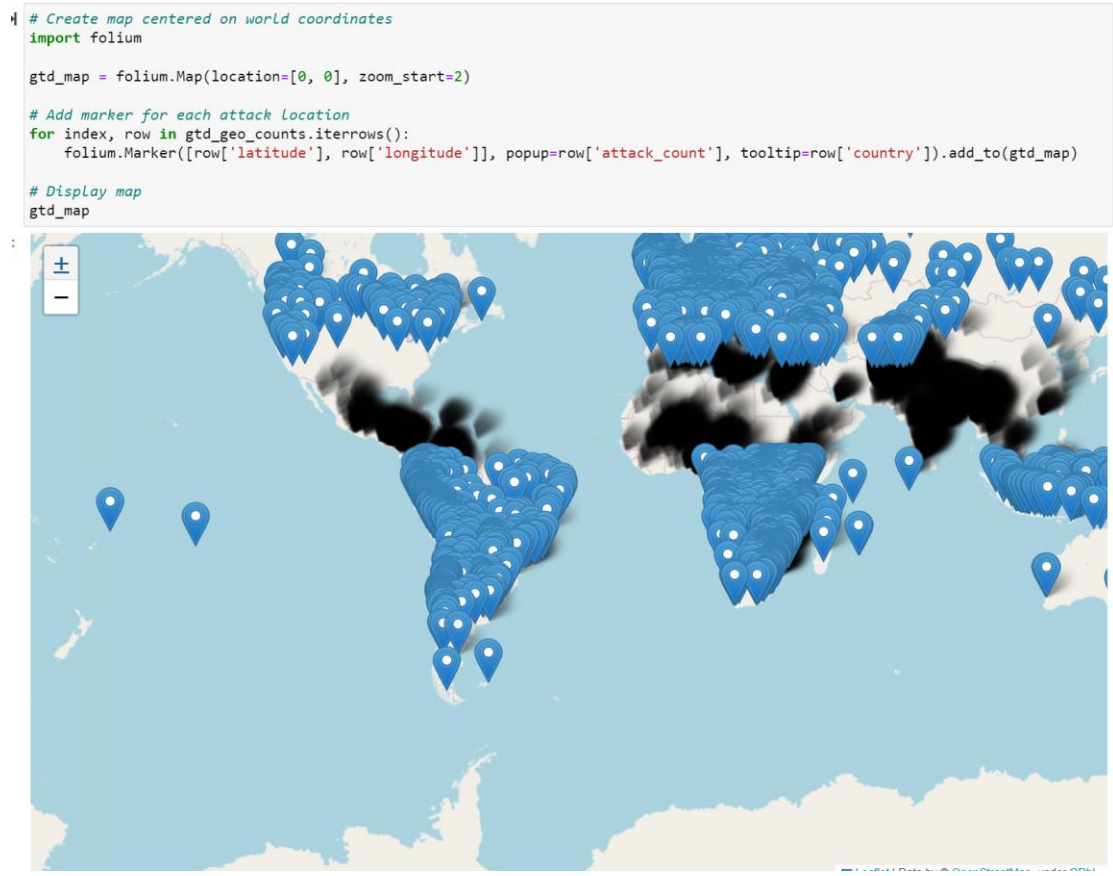 # Create map centered on world coordinates
import folium
gtd_map = folium.Map(location=[0, 0], zoom_start=2)
# Add marker for each attack location
for index, row in gtd_geo_counts.iterrows():
    folium.Marker([row['latitude'], row['longitude']], popup=row['attack_count'], tooltip=row['country']).add_to(gtd_map)
# Display map
gtd_map
+
−
Leaflet | Data by © OpenStreetMap, under ODbL